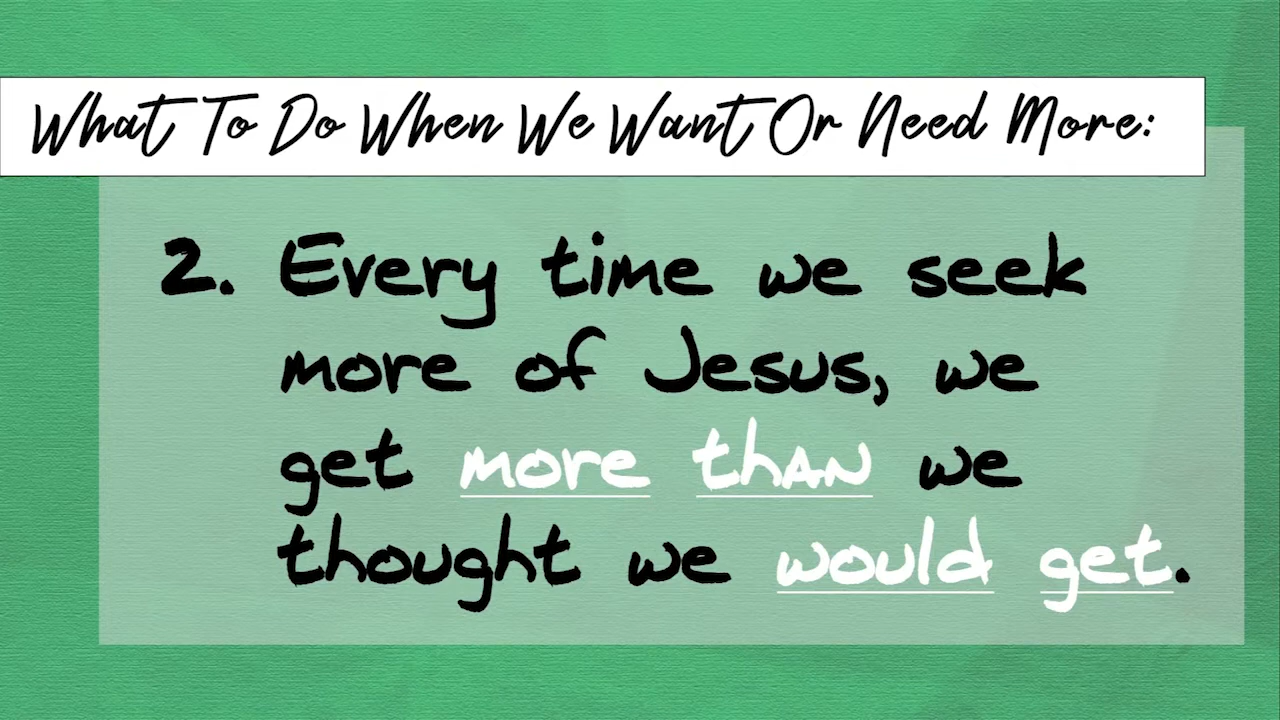 What To Do When We Want Or Need More:
2. Every time we seek
more of Jesus, we
get more than we
thought we would get.